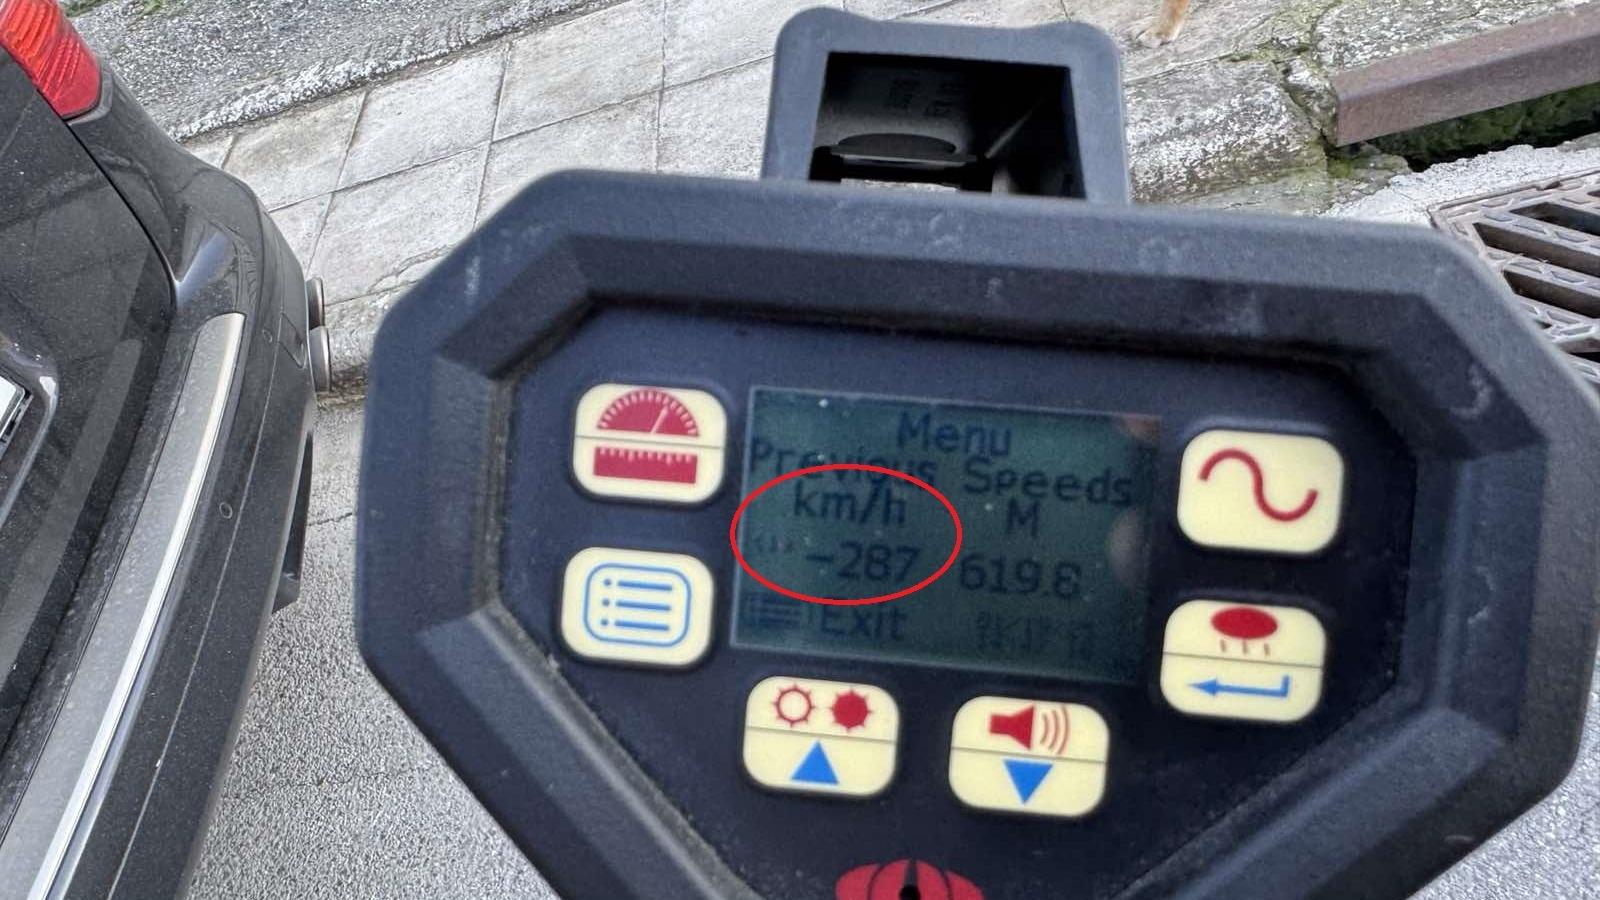 Menu
Previous Speeds
km/h M
-287 619.8
Exit